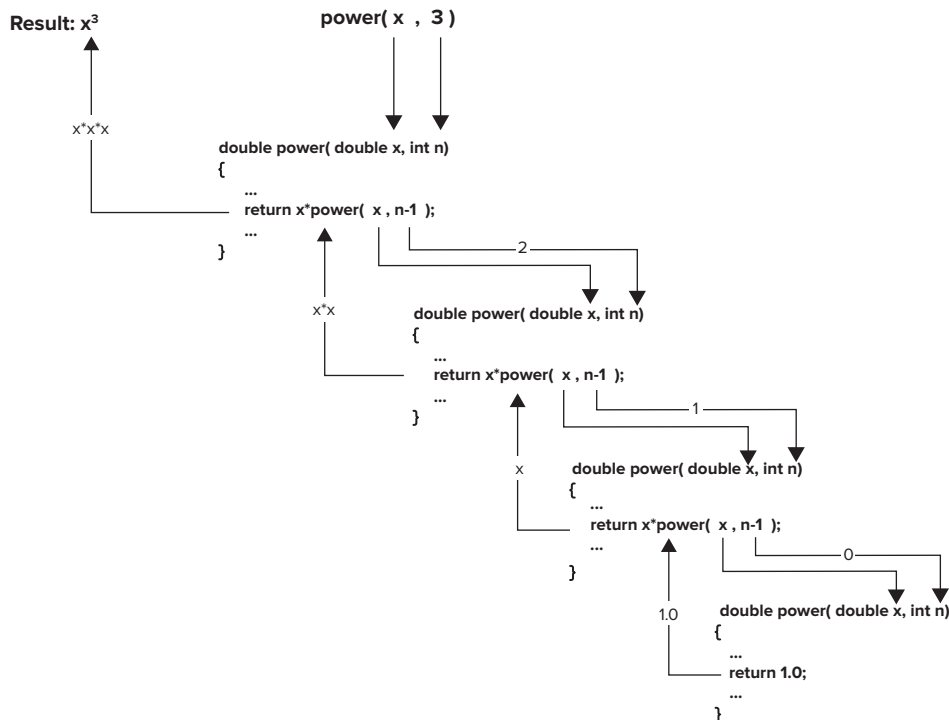 Result: x³
power( x , 3 )
x*x*x
double power( double x, int n)
{
...
return x*power( x , n-1 );
...
}
2
x*x
double power( double x, int n)
{
...
return x*power( x , n-1 );
...
}
1
x
double power( double x, int n)
{
...
return x*power( x , n-1 );
...
}
0
1.0
double power( double x, int n)
{
...
return 1.0;
...
}